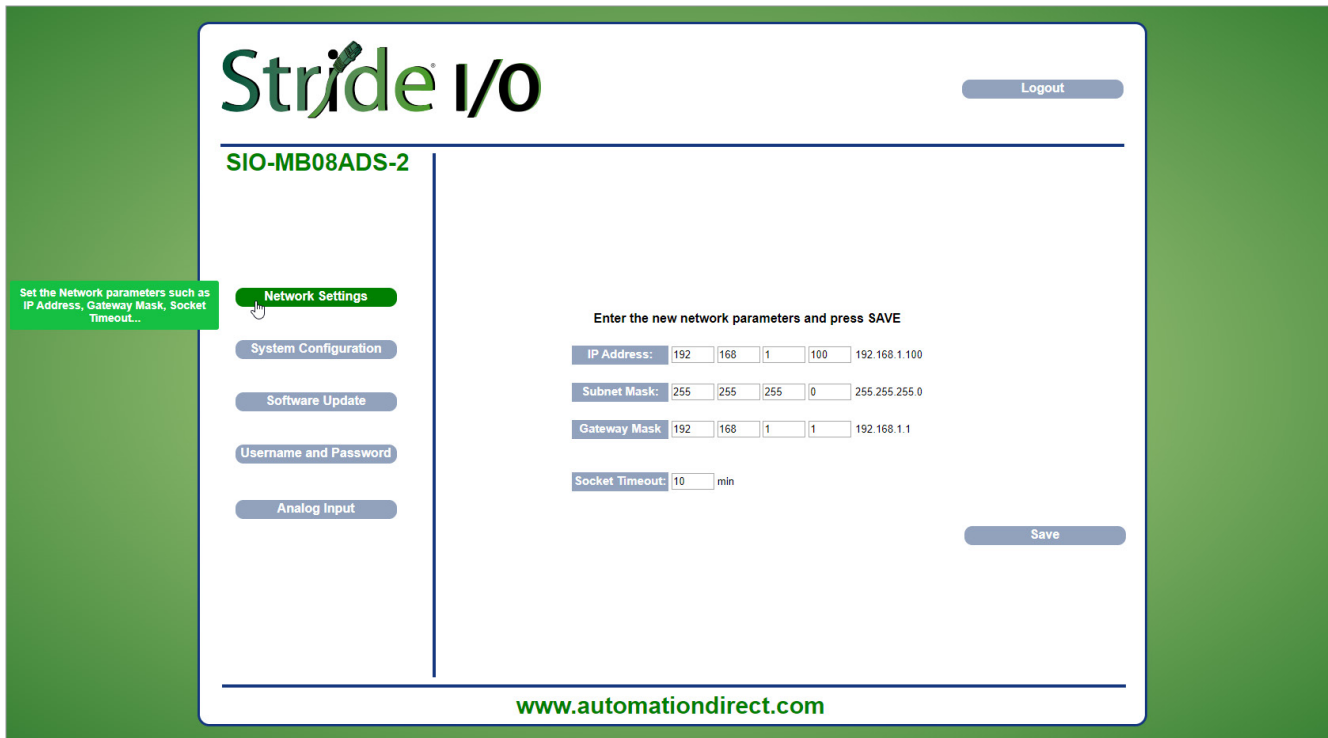 Stride I/O
Logout
SIO-MB08ADS-2
Set the Network parameters such as
IP Address, Gateway Mask, Socket
Timeout...
Network Settings
System Configuration
Software Update
Username and Password
Analog Input
Enter the new network parameters and press SAVE
IP Address: 192 168 1 100 192.168.1.100
Subnet Mask: 255 255 255 0 255.255.255.0
Gateway Mask 192 168 1 1 192.168.1.1
Socket Timeout: 10 min
Save
www.automationdirect.com